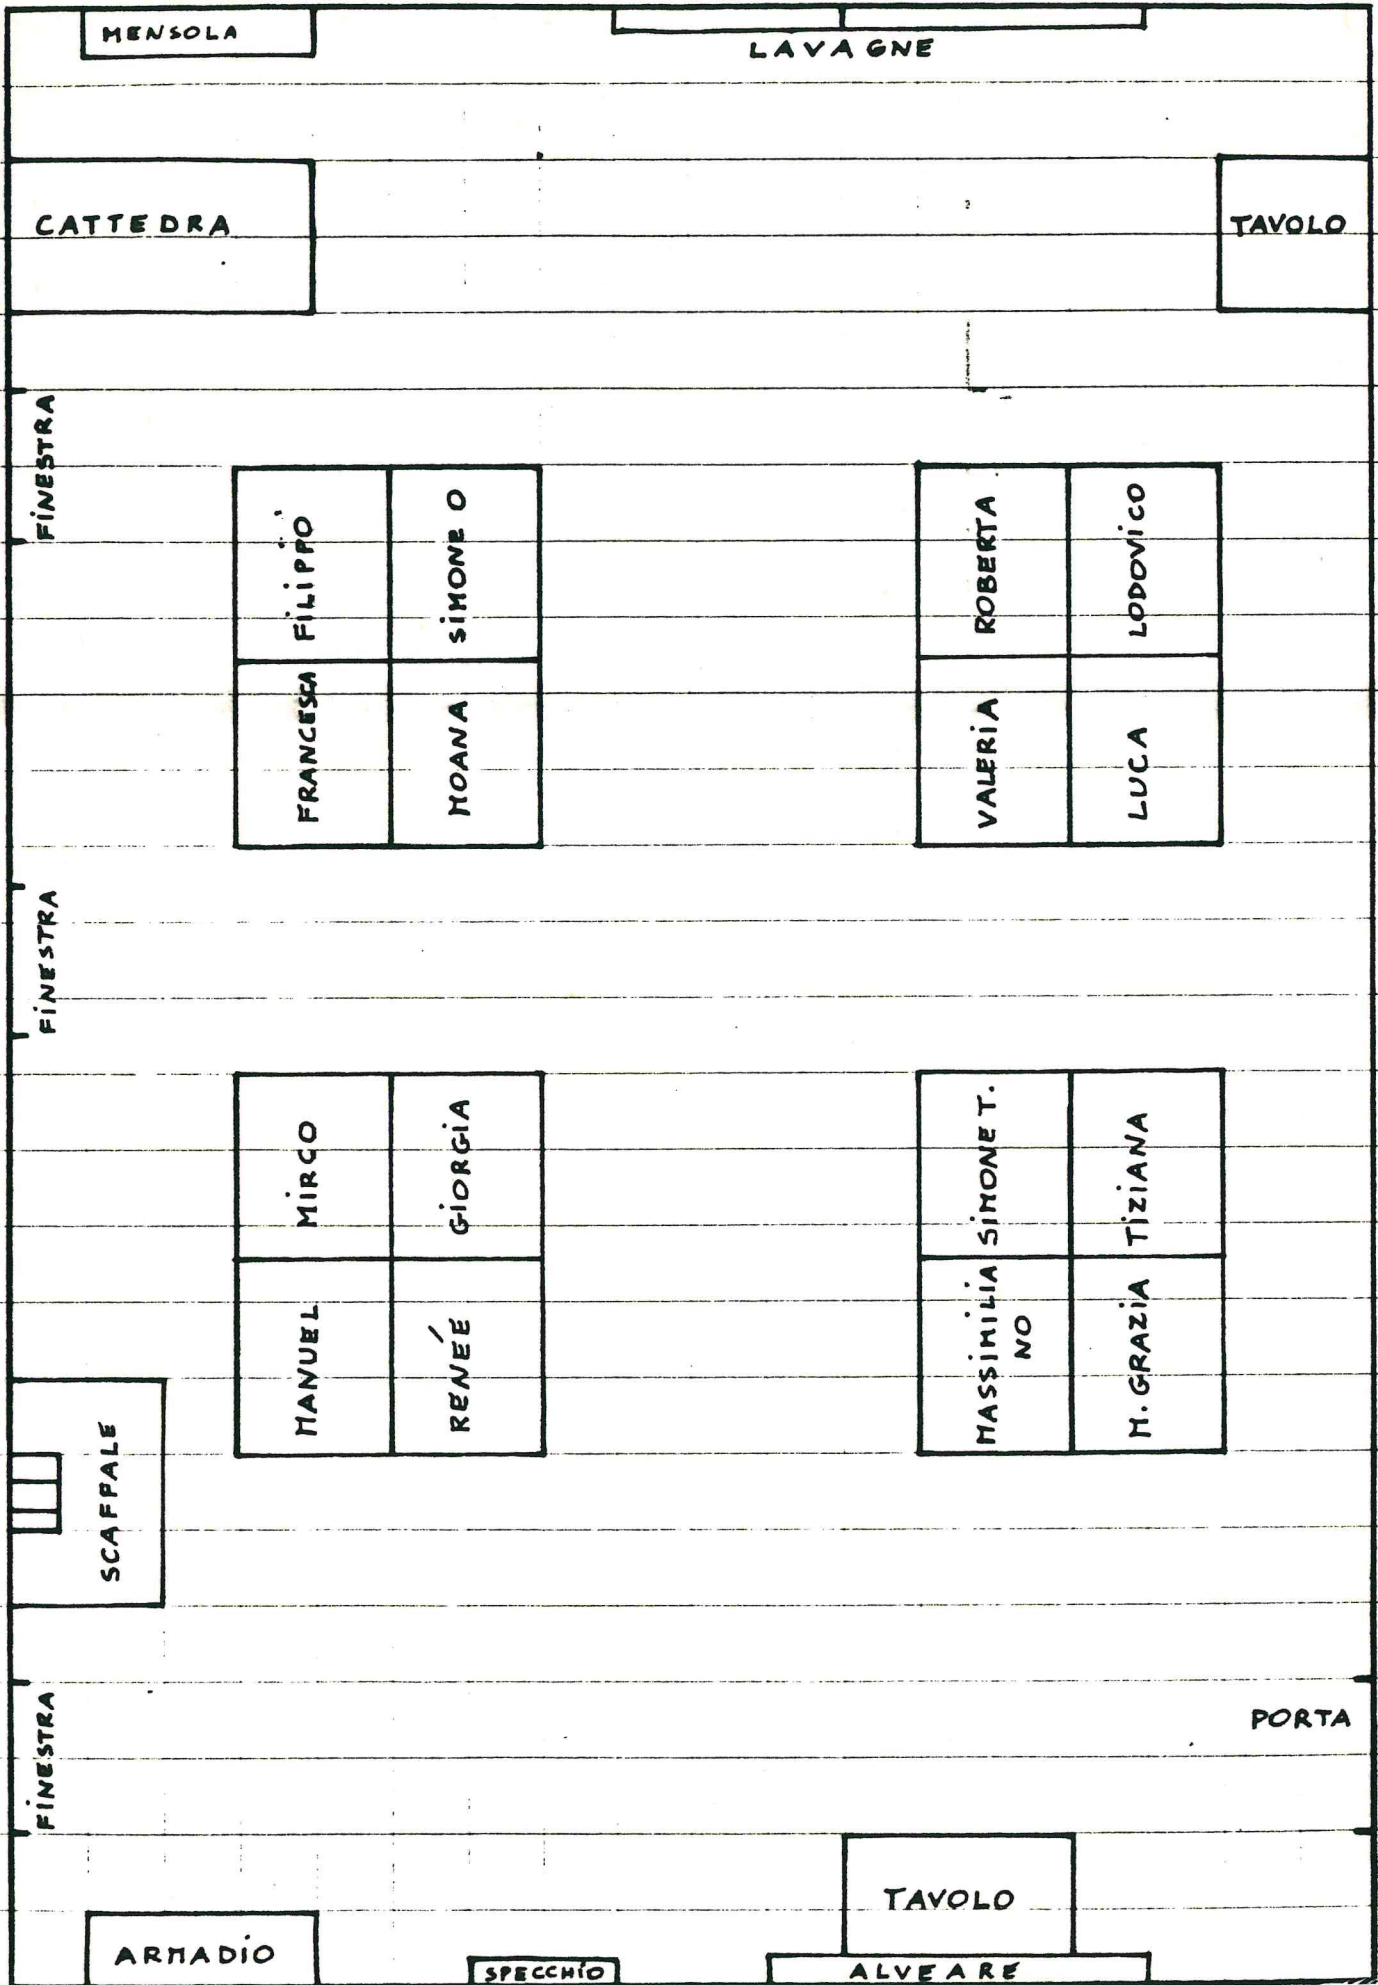 MENSOLA
LAVAGNE
CATTEDRA
TAVOLO
FINESTRA
FILIPPO
SIMONE O
ROBERTA
LODOVICO
FRANCESCA
MOANA
VALERIA
LUCA
FINESTRA
MIRCO
GIORGIA
SIMONE T.
TIZIANA
MANUEL
RENÉE
MASSIMILIA
NO
M. GRAZIA
SCAFFALE
FINESTRA
PORTA
TAVOLO
ARMADIO
SPECCHIO
ALVEARE